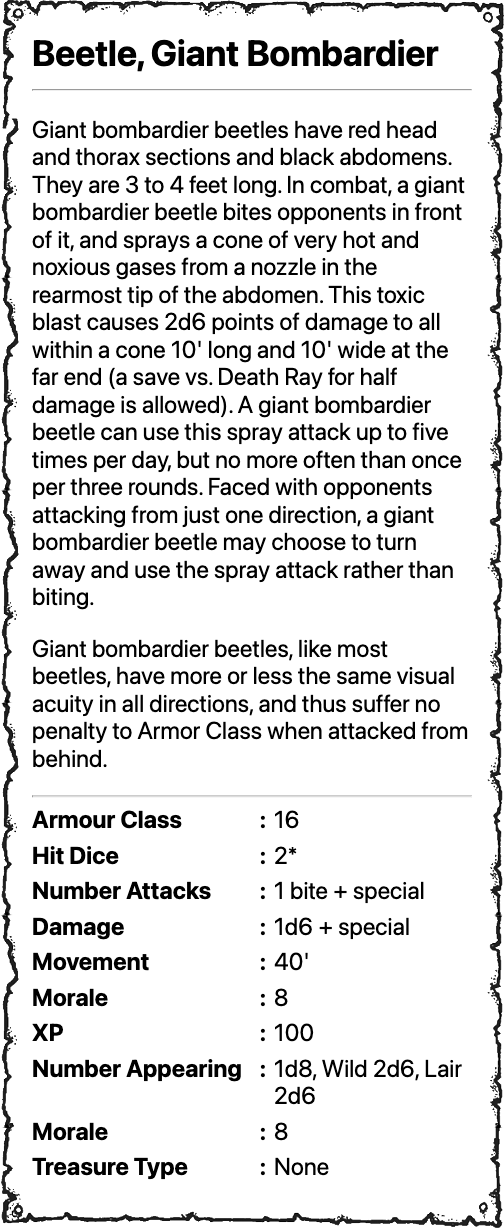 Beetle, Giant Bombardier
Giant bombardier beetles have red head
and thorax sections and black abdomens.
They are 3 to 4 feet long. In combat, a giant
bombardier beetle bites opponents in front
of it, and sprays a cone of very hot and
noxious gases from a nozzle in the
rearmost tip of the abdomen. This toxic
blast causes 2d6 points of damage to all
within a cone 10' long and 10' wide at the
far end (a save vs. Death Ray for half
damage is allowed). A giant bombardier
beetle can use this spray attack up to five
times per day, but no more often than once
per three rounds. Faced with opponents
attacking from just one direction, a giant
bombardier beetle may choose to turn
away and use the spray attack rather than
biting.
Giant bombardier beetles, like most
beetles, have more or less the same visual
acuity in all directions, and thus suffer no
penalty to Armor Class when attacked from
behind.
Armour Class : 16
Hit Dice : 2*
Number Attacks : 1 bite + special
Damage : 1d6 + special
Movement : 40'
Morale : 8
XP : 100
Number Appearing : 1d8, Wild 2d6, Lair
2d6
Morale : 8
Treasure Type : None